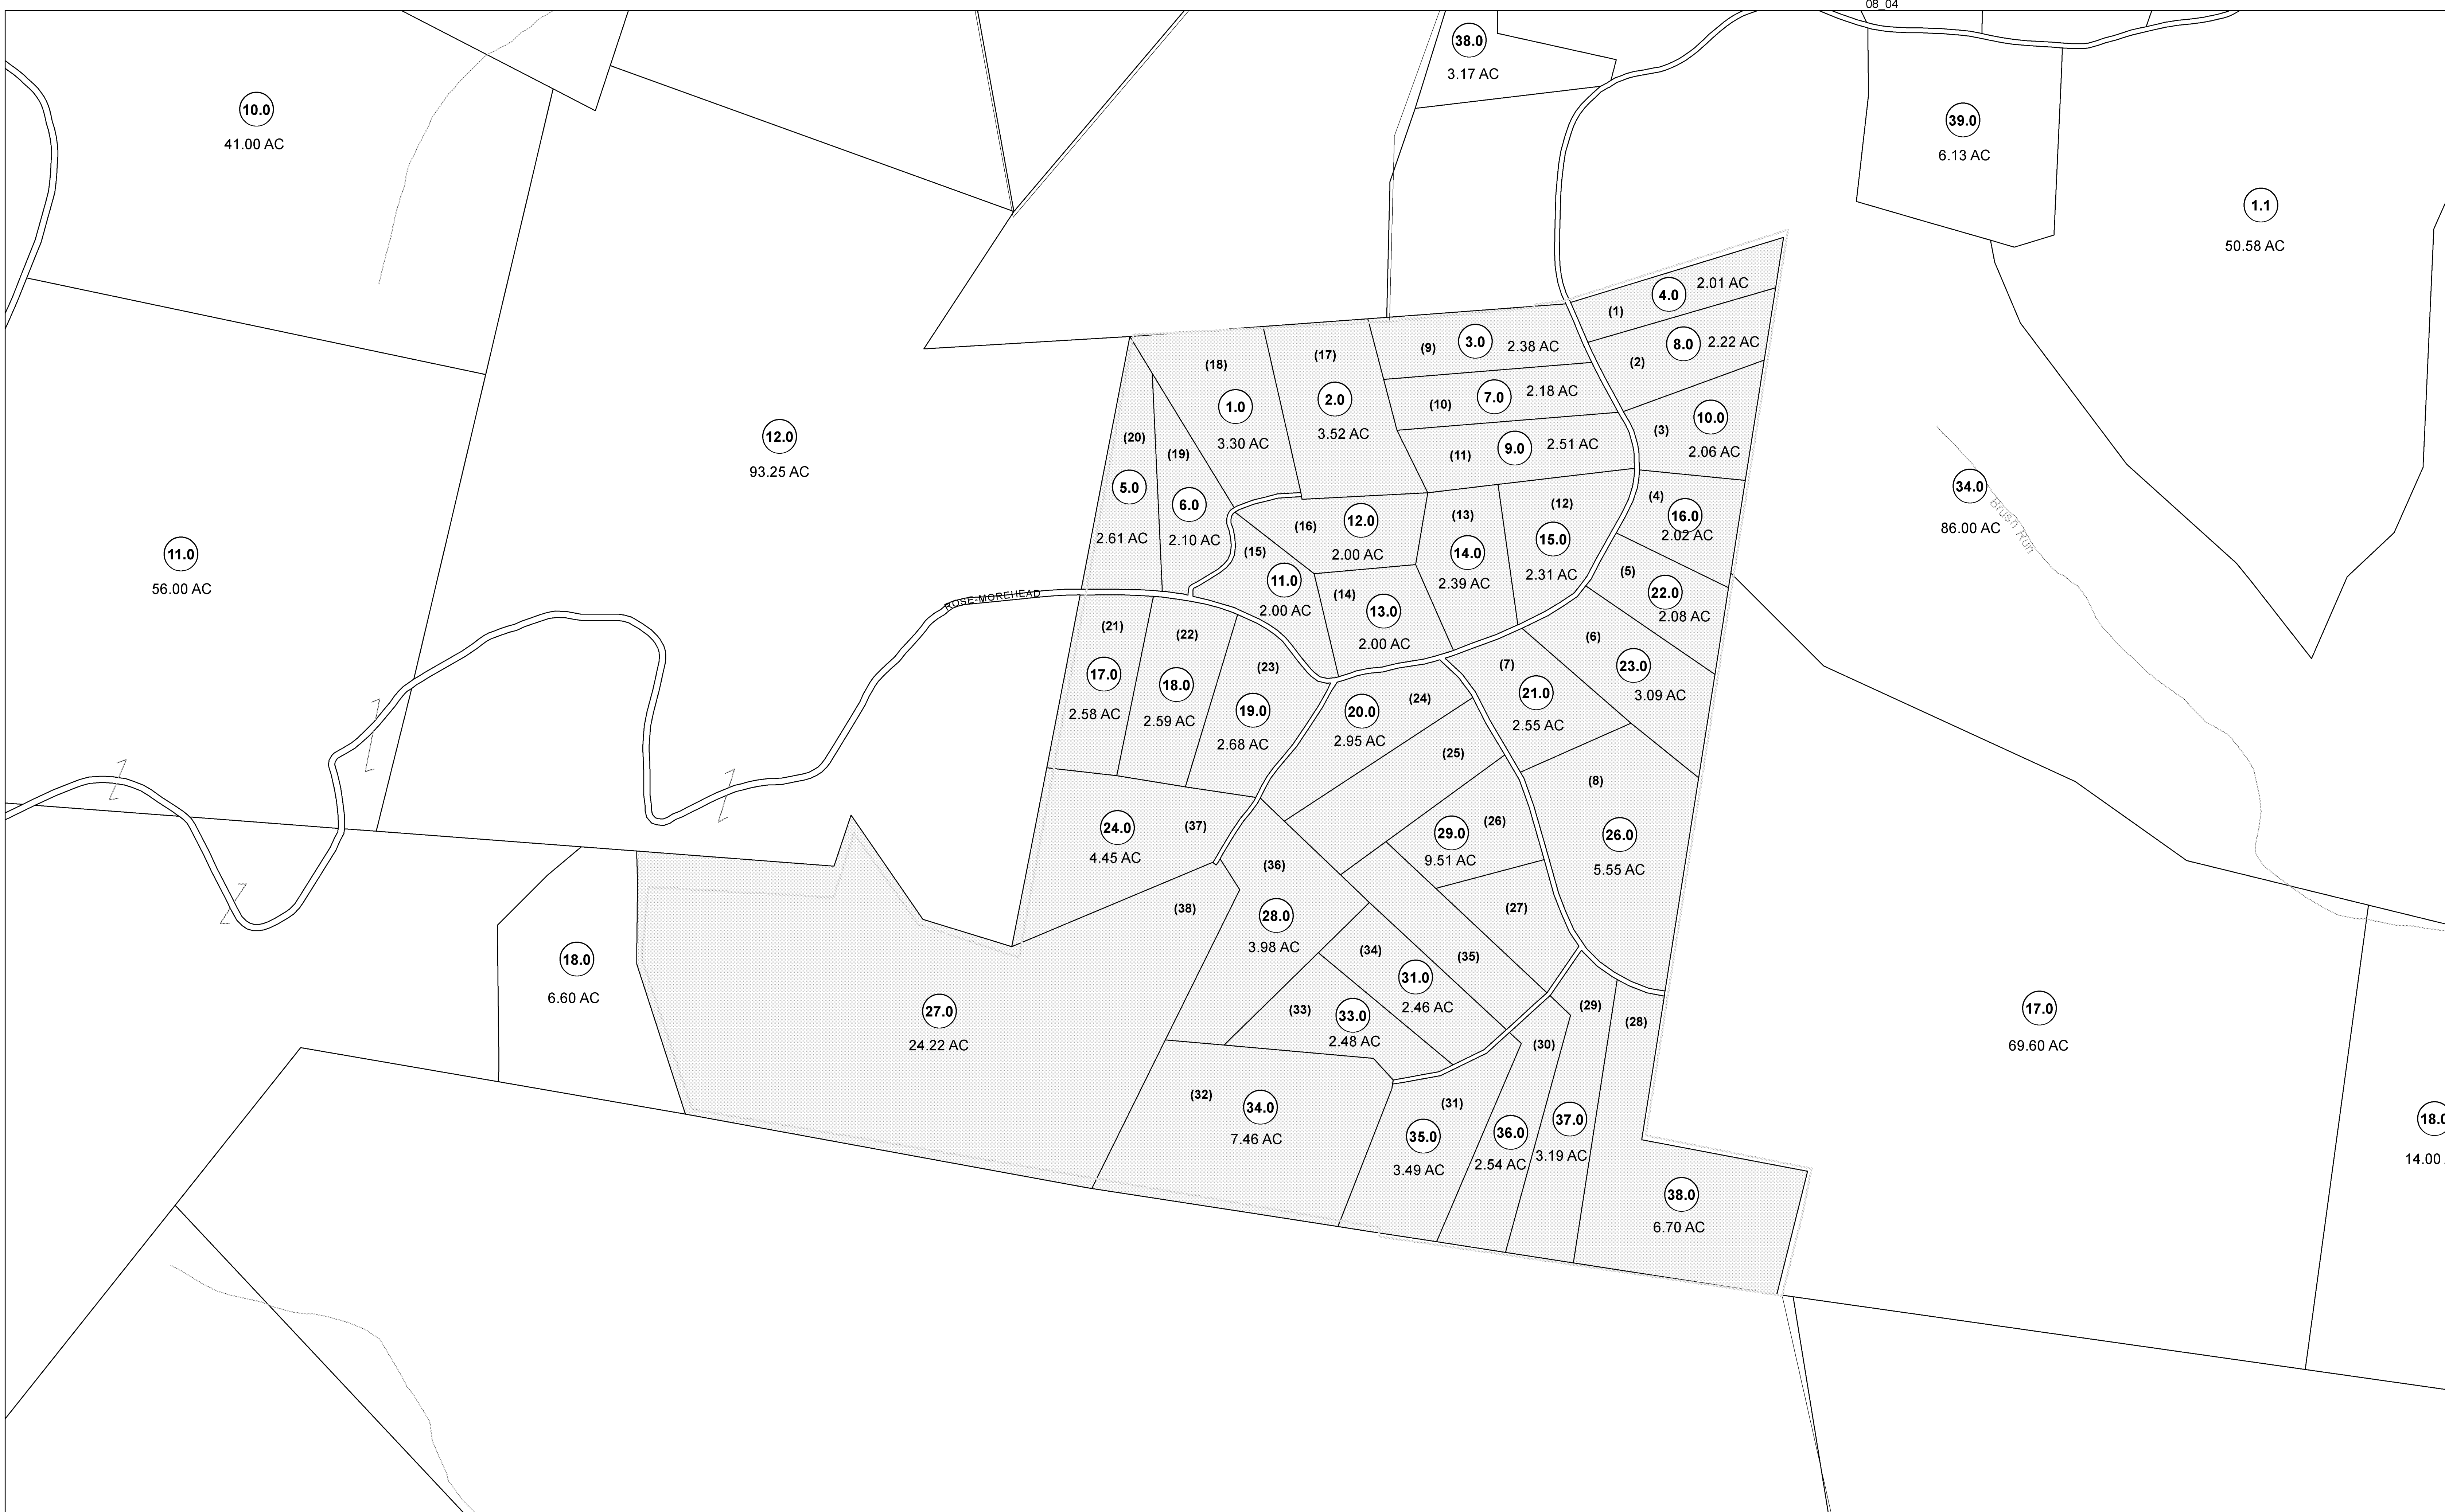 08_04
38.0
3.17 AC
10.0
41.00 AC
39.0
6.13 AC
1.1
50.58 AC
(1)
4.0
2.01 AC
(2)
8.0
2.22 AC
(9)
3.0
2.38 AC
(18)
1.0
3.30 AC
(17)
2.0
3.52 AC
(10)
7.0
2.18 AC
(3)
10.0
2.06 AC
(11)
9.0
2.51 AC
12.0
93.25 AC
(20)
5.0
2.61 AC
(19)
6.0
2.10 AC
(4)
16.0
2.02 AC
34.0
86.00 AC
Brush Run
(16)
12.0
2.00 AC
(13)
14.0
2.39 AC
(12)
15.0
2.31 AC
11.0
56.00 AC
(15)
11.0
2.00 AC
(14)
13.0
2.00 AC
(5)
22.0
2.08 AC
ROSE-MOREHEAD
(21)
17.0
2.58 AC
(22)
18.0
2.59 AC
(23)
19.0
2.68 AC
(24)
20.0
2.95 AC
(7)
21.0
2.55 AC
(6)
23.0
3.09 AC
(25)
(8)
26.0
5.55 AC
24.0
(37)
4.45 AC
29.0
(26)
9.51 AC
(36)
28.0
3.98 AC
(38)
(27)
(34)
31.0
2.46 AC
(35)
18.0
6.60 AC
27.0
24.22 AC
(33)
33.0
2.48 AC
(29)
(28)
(30)
17.0
69.60 AC
(32)
34.0
7.46 AC
(31)
35.0
3.49 AC
36.0
2.54 AC
37.0
3.19 AC
38.0
6.70 AC
18.0
14.00